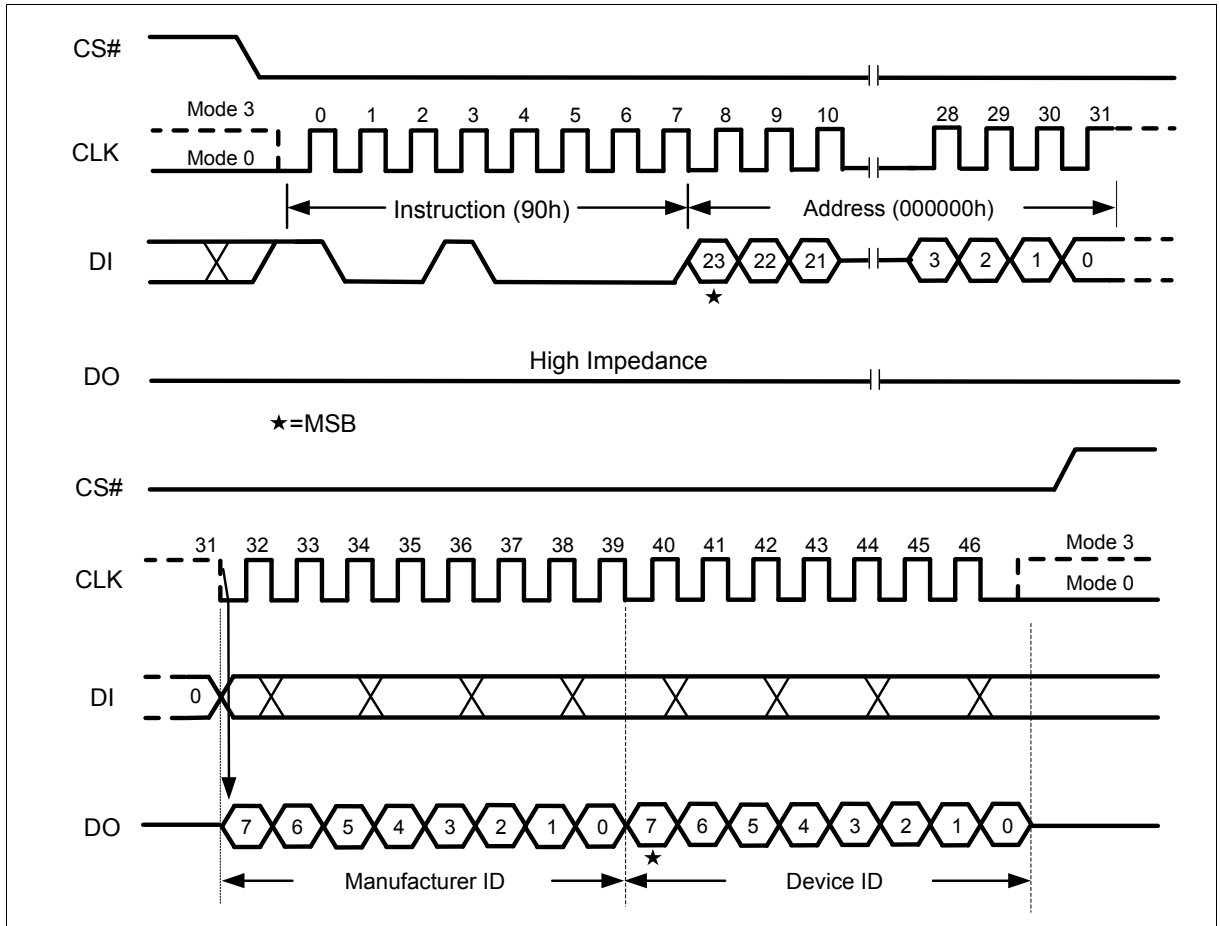 CS#
Mode 3
0 1 2 3 4 5 6 7 8 9 10 28 29 30 31
CLK
Mode 0
Instruction (90h)
Address (000000h)
DI
23 22 21 3 2 1 0
★
High Impedance
DO
★=MSB
CS#
31 32 33 34 35 36 37 38 39 40 41 42 43 44 45 46
Mode 3
CLK
Mode 0
DI
0
DO
7 6 5 4 3 2 1 0 7 6 5 4 3 2 1 0
★
Manufacturer ID
Device ID